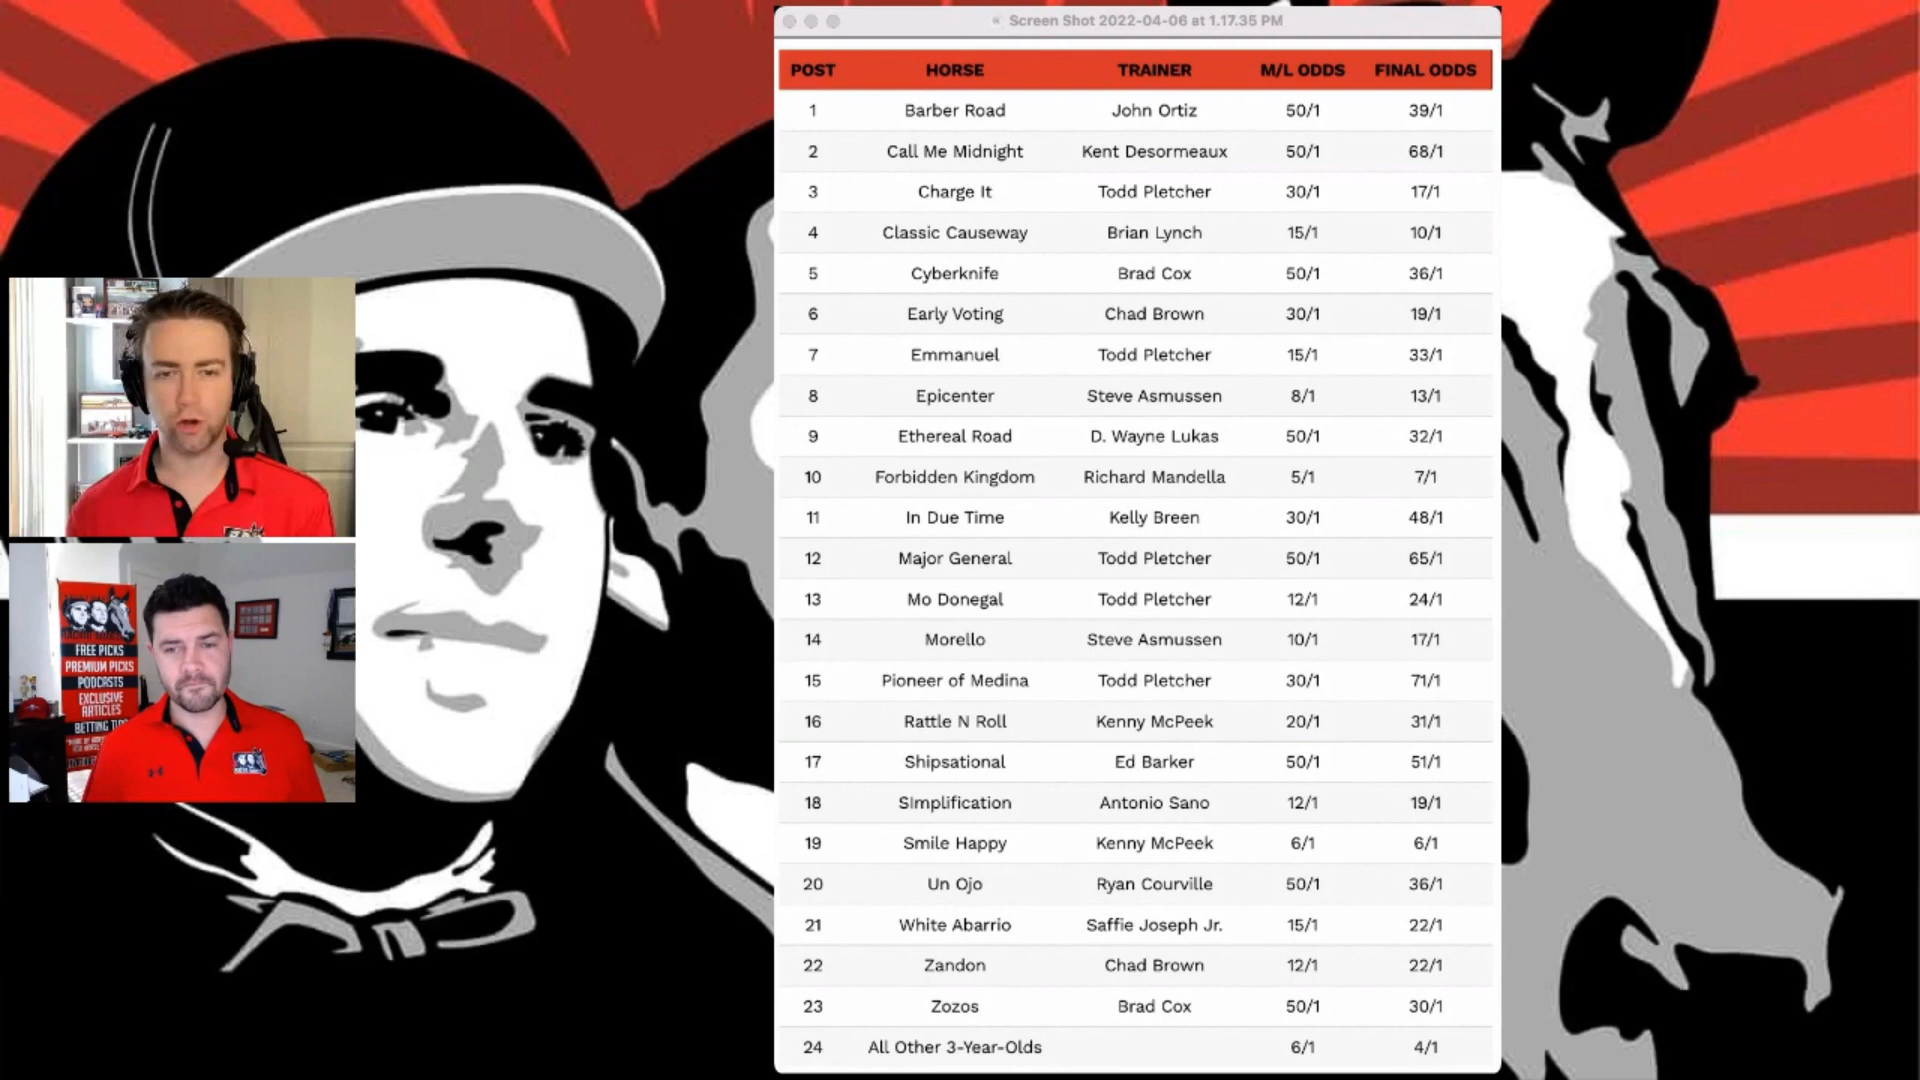 Screen Shot 2022-04-06 at 1.17.35 PM
POST HORSE TRAINER M/L ODDS FINAL ODDS
1 Barber Road John Ortiz 50/1 39/1
2 Call Me Midnight Kent Desormeaux 50/1 68/1
3 Charge It Todd Pletcher 30/1 17/1
4 Classic Causeway Brian Lynch 15/1 10/1
5 Cyberknife Brad Cox 50/1 36/1
6 Early Voting Chad Brown 30/1 19/1
7 Emmanuel Todd Pletcher 15/1 33/1
8 Epicenter Steve Asmussen 8/1 13/1
9 Ethereal Road D. Wayne Lukas 50/1 32/1
10 Forbidden Kingdom Richard Mandella 5/1 7/1
11 In Due Time Kelly Breen 30/1 48/1
12 Major General Todd Pletcher 50/1 65/1
13 Mo Donegal Todd Pletcher 12/1 24/1
14 Morello Steve Asmussen 10/1 17/1
15 Pioneer of Medina Todd Pletcher 30/1 71/1
16 Rattle N Roll Kenny McPeek 20/1 31/1
17 Shipsational Ed Barker 50/1 51/1
18 SImplification Antonio Sano 12/1 19/1
19 Smile Happy Kenny McPeek 6/1 6/1
20 Un Ojo Ryan Courville 50/1 36/1
21 White Abarrio Saffie Joseph Jr. 15/1 22/1
22 Zandon Chad Brown 12/1 22/1
23 Zozos Brad Cox 50/1 30/1
24 All Other 3-Year-Olds 6/1 4/1
FREE PICKS
PREMIUM PICKS
PODCASTS
EXCLUSIVE
ARTICLES
BETTING